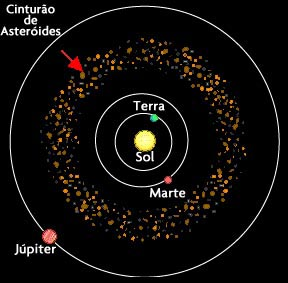 Cinturão
de
Asteróides
Terra
Sol
Marte
Júpiter